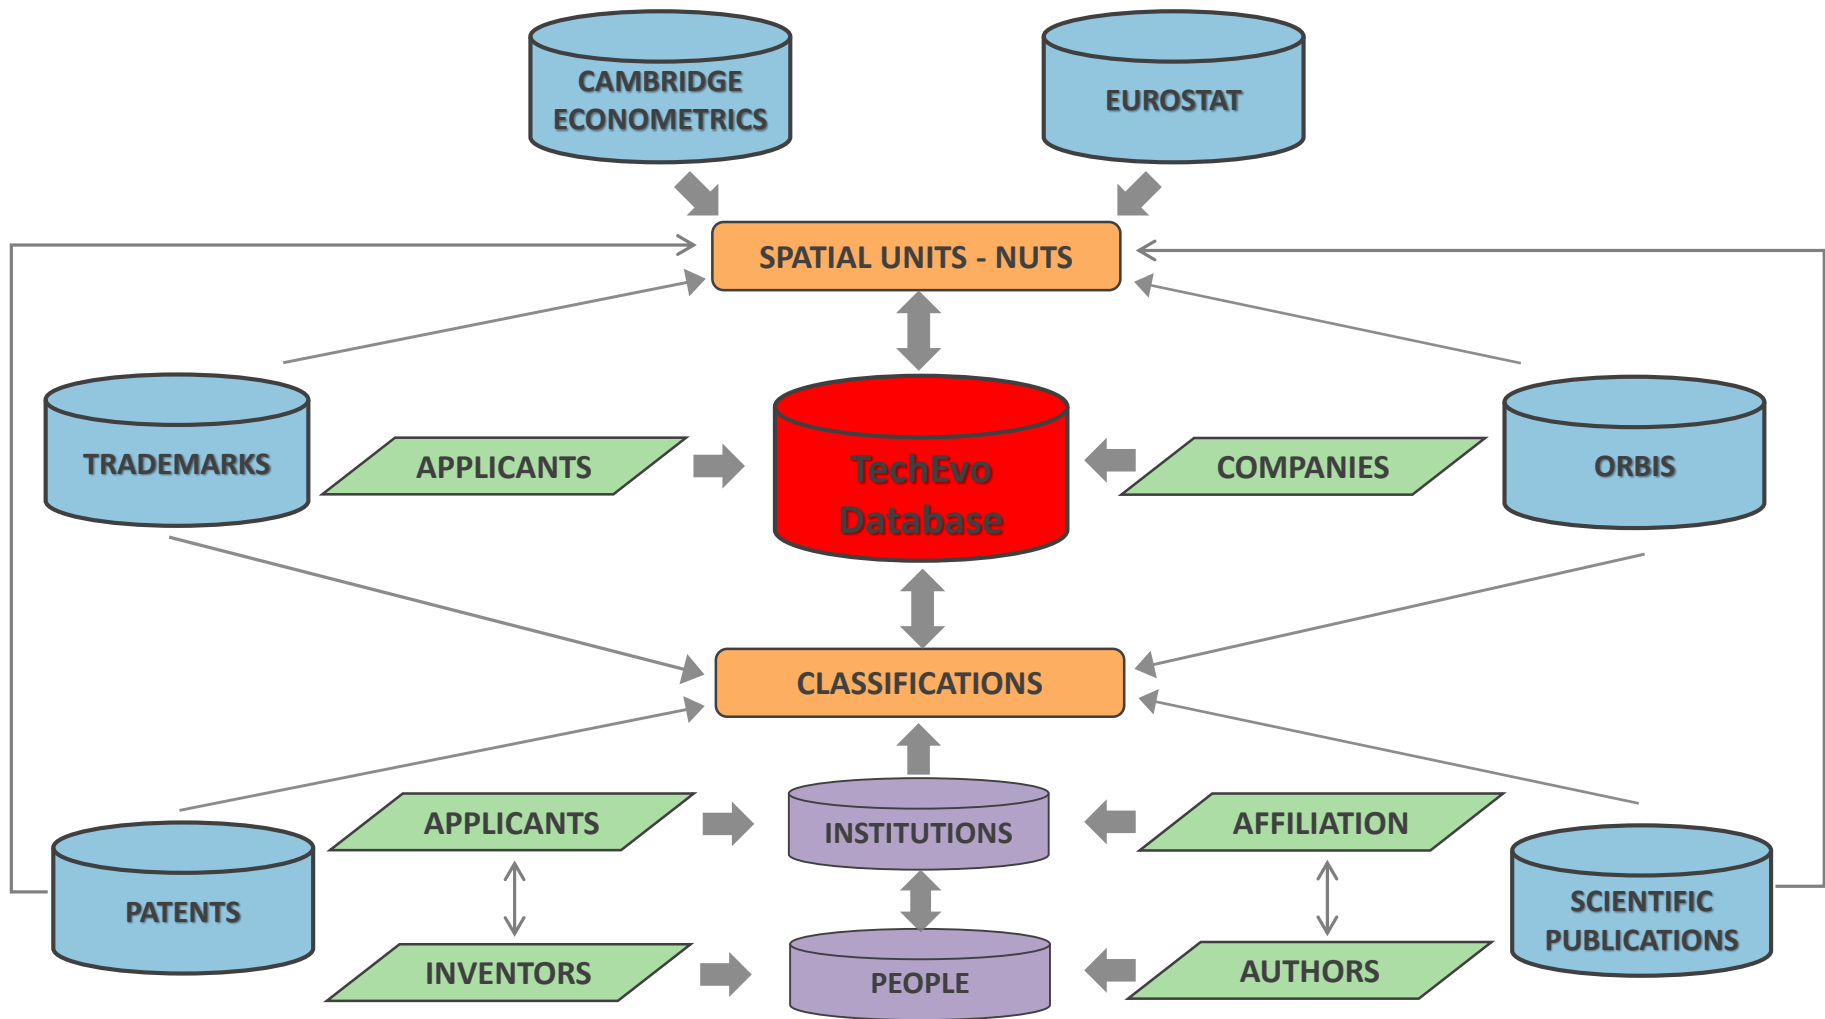 CAMBRIDGE
ECONOMETRICS
EUROSTAT
SPATIAL UNITS - NUTS
TRADEMARKS
APPLICANTS
TechEvo
Database
COMPANIES
ORBIS
CLASSIFICATIONS
APPLICANTS
INSTITUTIONS
AFFILIATION
PATENTS
SCIENTIFIC
PUBLICATIONS
INVENTORS
PEOPLE
AUTHORS